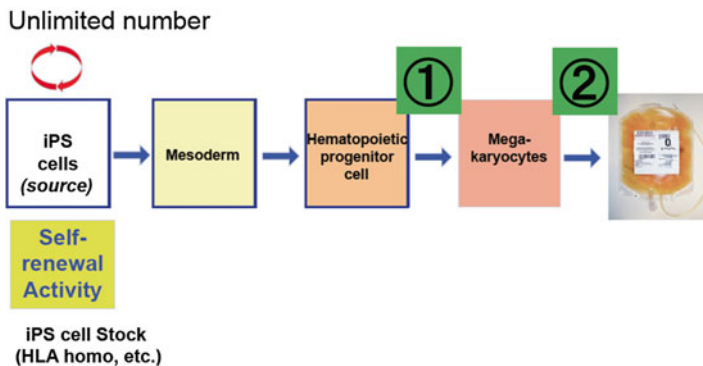 Unlimited number
①
②
iPS
cells
(source)
Mesoderm
Hematopoietic
progenitor
cell
Mega-
karyocytes
Self-
renewal
Activity
iPS cell Stock
(HLA homo, etc.)